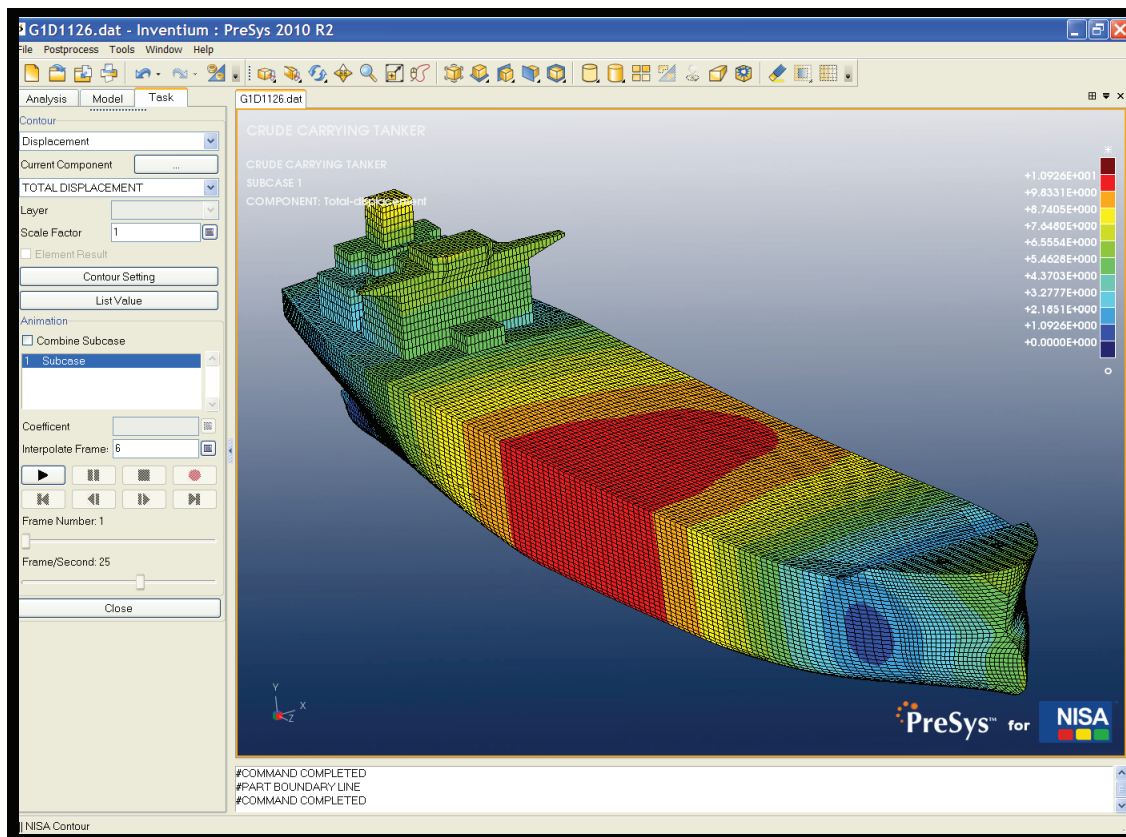 G1D1126.dat - Inventium : PreSys 2010 R2
File Postprocess Tools Window Help
Analysis Model Task
Contour
Displacement
Current Component ...
TOTAL DISPLACEMENT
Layer
Scale Factor 1
Element Result
Contour Setting
List Value
Animation
Combine Subcase
1 Subcase
Coefficent
Interpolate Frame: 6
Frame Number: 1
Frame/Second: 25
Close
G1D1126.dat
CRUDE CARRYING TANKER
CRUDE CARRYING TANKER
SUBCASE 1
COMPONENT: Total-displacement
+1.0926E+001
+9.8331E+000
+8.7405E+000
+7.6480E+000
+6.5554E+000
+5.4628E+000
+4.3703E+000
+3.2777E+000
+2.1851E+000
+1.0926E+000
+0.0000E+000
Y
X
Z
PreSys™ for NISA
#COMMAND COMPLETED
#PART BOUNDARY LINE
#COMMAND COMPLETED
NISA Contour